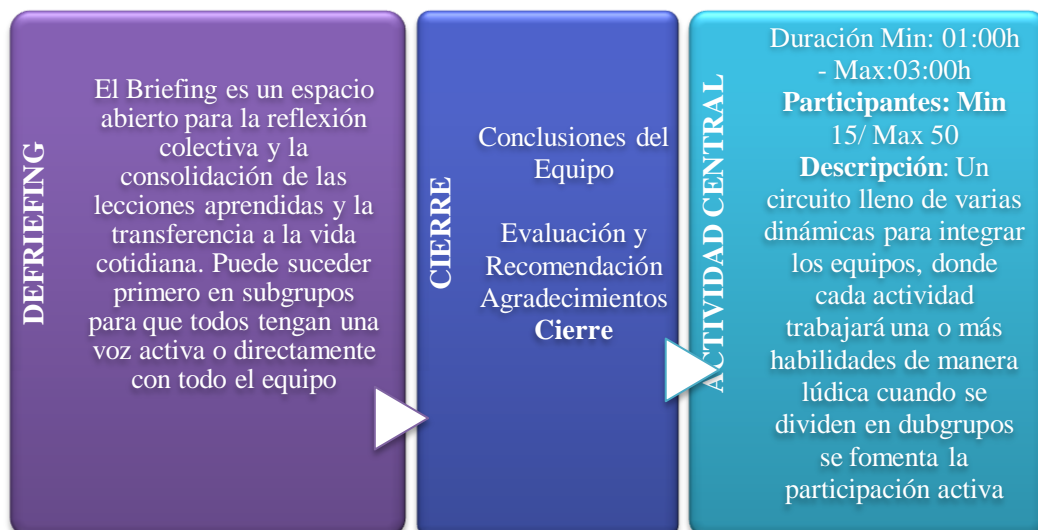 DEFRIEFING
El Briefing es un espacio
abierto para la reflexión
colectiva y la
consolidación de las
lecciones aprendidas y la
transferencia a la vida
cotidiana. Puede suceder
primero en subgrupos
para que todos tengan una
voz activa o directamente
con todo el equipo
CIERRE
Conclusiones del
Equipo
Evaluación y
Recomendación
Agradecimientos
Cierre
ACTIVIDAD CENTRAL
Duración Min: 01:00h
- Max:03:00h
Participantes: Min
15/ Max 50
Descripción: Un
circuito lleno de varias
dinámicas para integrar
los equipos, donde
cada actividad
trabajará una o más
habilidades de manera
lúdica cuando se
dividen en dubgrupos
se fomenta la
participación activa